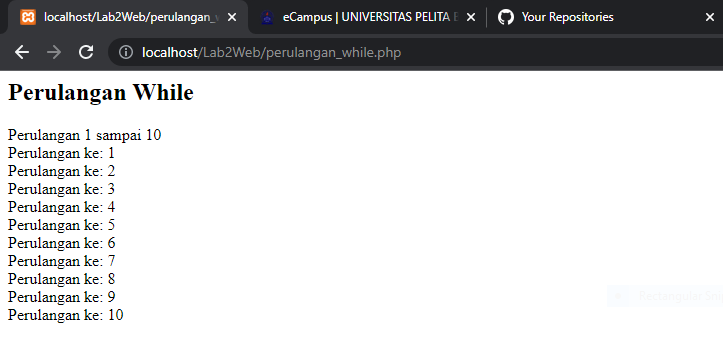 localhost/Lab2Web/perulangan_
eCampus | UNIVERSITAS PELITA
Your Repositories
localhost/Lab2Web/perulangan_while.php
Perulangan While
Perulangan 1 sampai 10
Perulangan ke: 1
Perulangan ke: 2
Perulangan ke: 3
Perulangan ke: 4
Perulangan ke: 5
Perulangan ke: 6
Perulangan ke: 7
Perulangan ke: 8
Perulangan ke: 9
Perulangan ke: 10